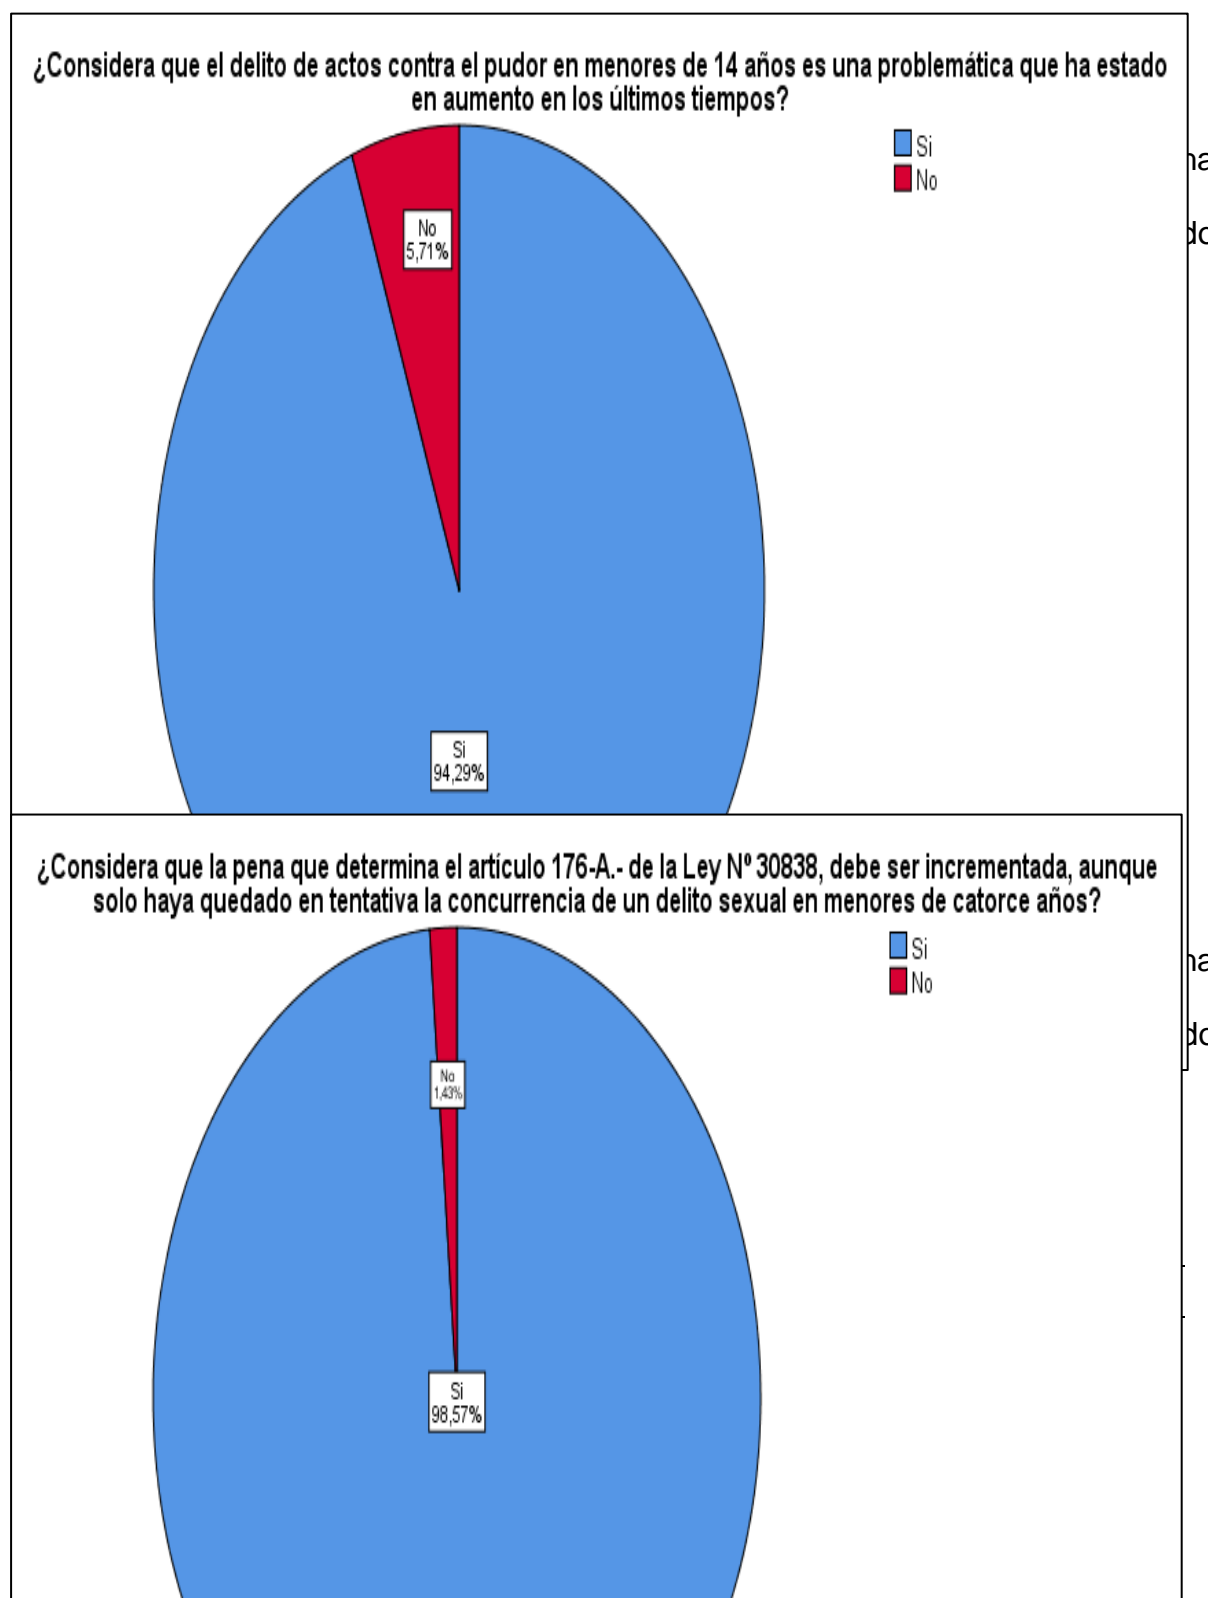 ¿Considera que el delito de actos contra el pudor en menores de 14 años es una problemática que ha estado
en aumento en los últimos tiempos?
Si
No
No
5,71%
Si
94,29%
¿Considera que la pena que determina el artículo 176-A.- de la Ley Nº 30838, debe ser incrementada, aunque
solo haya quedado en tentativa la concurrencia de un delito sexual en menores de catorce años?
Si
No
No
1,43%
Si
98,57%